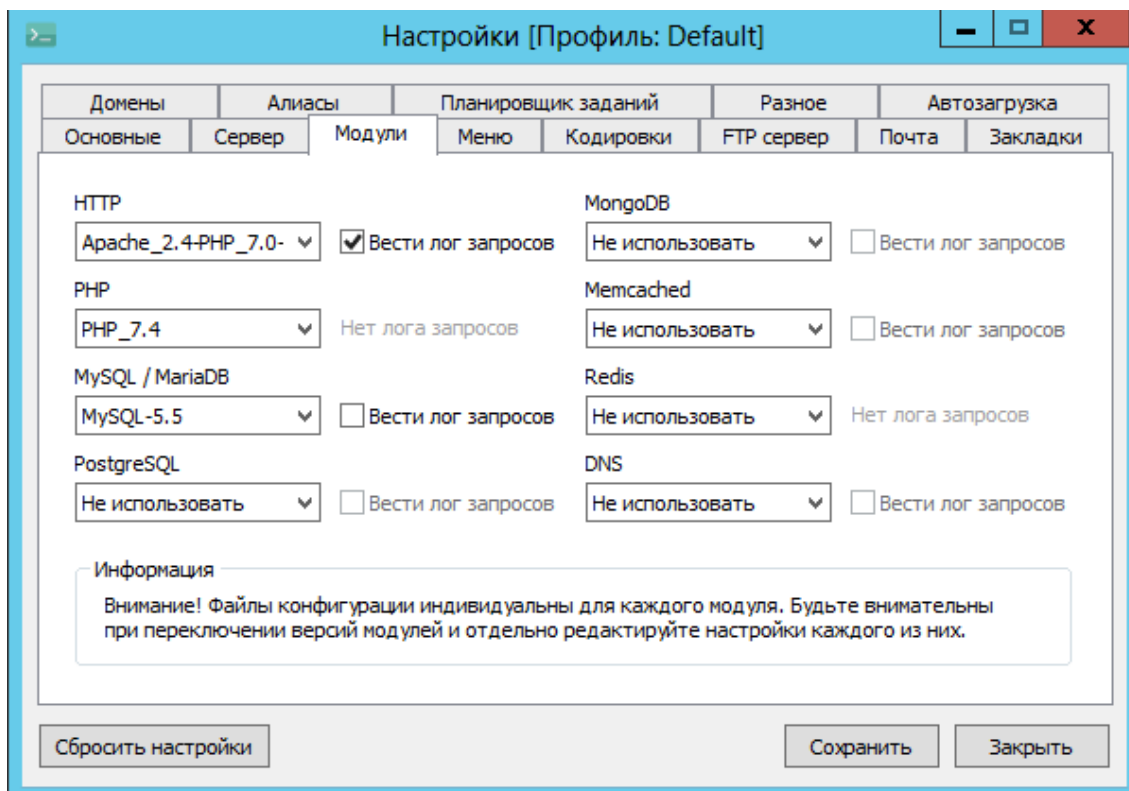 Настройки [Профиль: Default]
Домены Алиасы Планировщик заданий Разное Автозагрузка
Основные Сервер Модули Меню Кодировки FTP сервер Почта Закладки
HTTP MongoDB
Apache_2.4-PHP_7.0- Вести лог запросов Не использовать Вести лог запросов
PHP Memcached
PHP_7.4 Нет лога запросов Не использовать Вести лог запросов
MySQL / MariaDB Redis
MySQL-5.5 Вести лог запросов Не использовать Нет лога запросов
PostgreSQL DNS
Не использовать Вести лог запросов Не использовать Вести лог запросов
Информация
Внимание! Файлы конфигурации индивидуальны для каждого модуля. Будьте внимательны
при переключении версий модулей и отдельно редактируйте настройки каждого из них.
Сбросить настройки Сохранить Закрыть